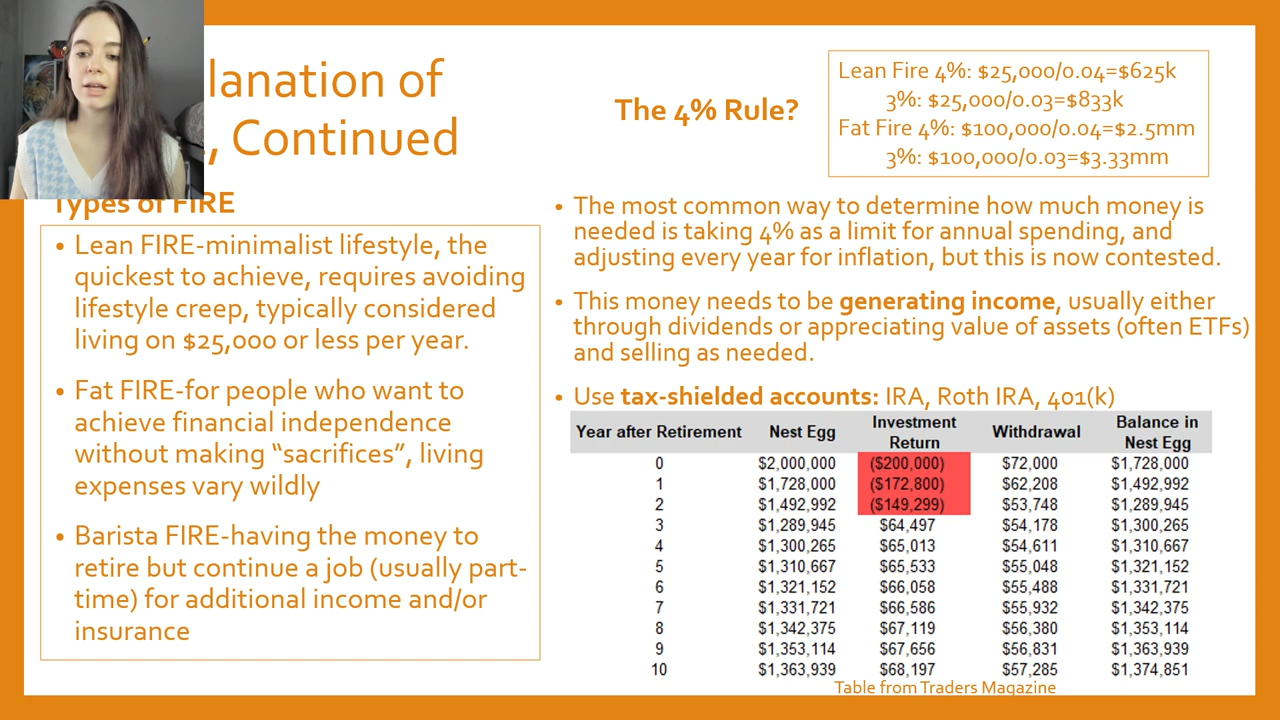 lanation of
, Continued
Types of FIRE
• Lean FIRE-minimalist lifestyle, the
quickest to achieve, requires avoiding
lifestyle creep, typically considered
living on $25,000 or less per year.
• Fat FIRE-for people who want to
achieve financial independence
without making “sacrifices”, living
expenses vary wildly
• Barista FIRE-having the money to
retire but continue a job (usually part-
time) for additional income and/or
insurance
The 4% Rule?
Lean Fire 4%: $25,000/0.04=$625k
3%: $25,000/0.03=$833k
Fat Fire 4%: $100,000/0.04=$2.5mm
3%: $100,000/0.03=$3.33mm
• The most common way to determine how much money is
needed is taking 4% as a limit for annual spending, and
adjusting every year for inflation, but this is now contested.
• This money needs to be generating income, usually either
through dividends or appreciating value of assets (often ETFs)
and selling as needed.
• Use tax-shielded accounts: IRA, Roth IRA, 401(k)
Year after Retirement Nest Egg Investment Return Withdrawal Balance in Nest Egg
0 $2,000,000 ($200,000) $72,000 $1,728,000
1 $1,728,000 ($172,800) $62,208 $1,492,992
2 $1,492,992 ($149,299) $53,748 $1,289,945
3 $1,289,945 $64,497 $54,178 $1,300,265
4 $1,300,265 $65,013 $54,611 $1,310,667
5 $1,310,667 $65,533 $55,048 $1,321,152
6 $1,321,152 $66,058 $55,488 $1,331,721
7 $1,331,721 $66,586 $55,932 $1,342,375
8 $1,342,375 $67,119 $56,380 $1,353,114
9 $1,353,114 $67,656 $56,831 $1,363,939
10 $1,363,939 $68,197 $57,285 $1,374,851
Table from Traders Magazine